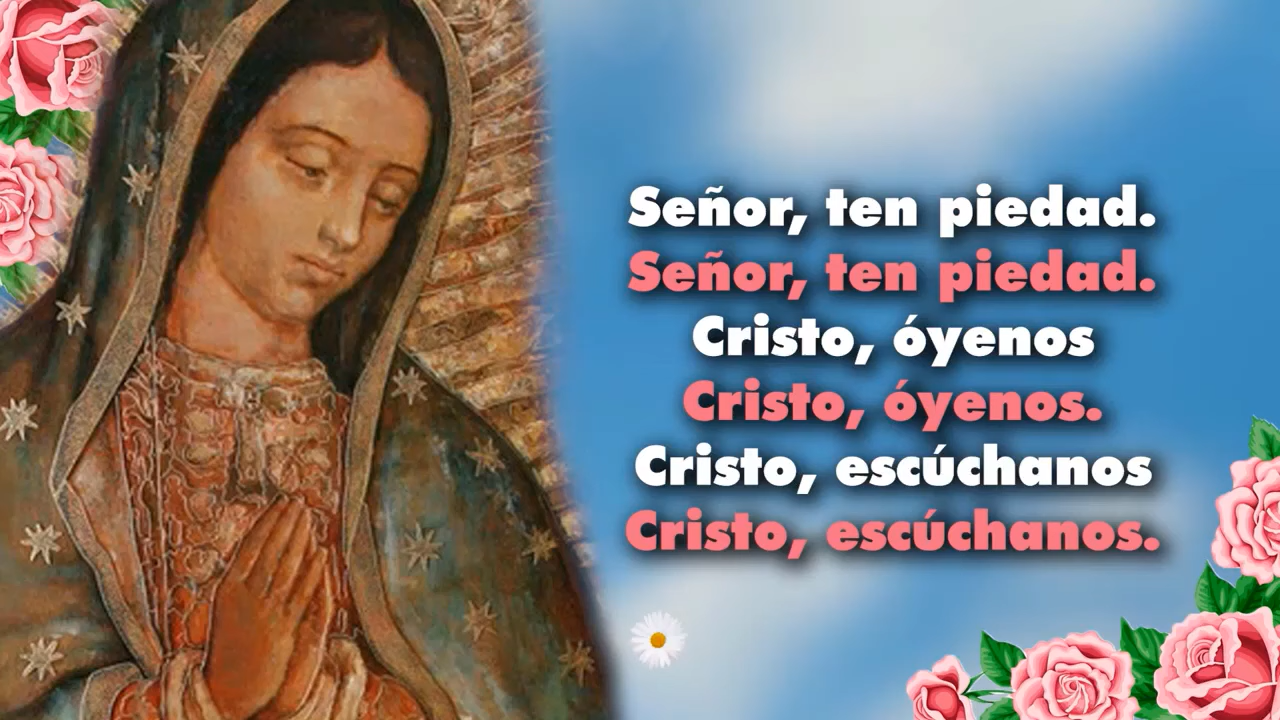 Señor, ten piedad.
Señor, ten piedad.
Cristo, óyenos
Cristo, óyenos.
Cristo, escúchanos
Cristo, escúchanos.